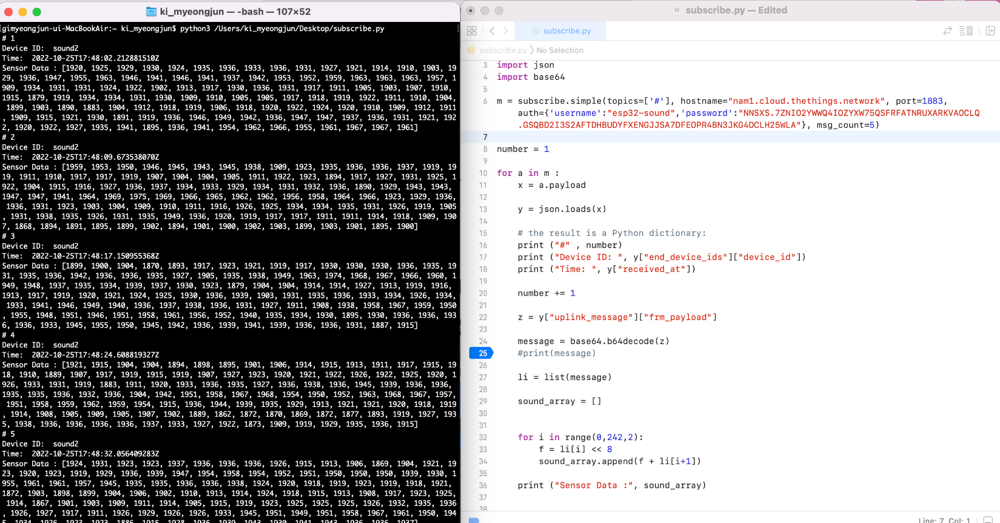 ki_myeongjun — -bash — 107×52
[gimyeongjun-ui-MacBookAir:~ ki_myeongjun$ python3 /Users/ki_myeongjun/Desktop/subscribe.py ]
# 1
Device ID:  sound2
Time:  2022-10-25T17:48:02.212881510Z
Sensor Data : [1920, 1925, 1929, 1930, 1924, 1935, 1936, 1933, 1936, 1931, 1927, 1921, 1914, 1910, 1903, 19
29, 1936, 1947, 1955, 1963, 1946, 1941, 1946, 1941, 1937, 1942, 1953, 1952, 1959, 1963, 1963, 1963, 1957, 1
909, 1934, 1931, 1931, 1924, 1922, 1902, 1913, 1917, 1930, 1936, 1931, 1917, 1911, 1905, 1903, 1907, 1910,
1915, 1879, 1919, 1934, 1934, 1931, 1930, 1909, 1910, 1905, 1905, 1917, 1918, 1919, 1922, 1911, 1910, 1904,
1899, 1903, 1890, 1883, 1904, 1912, 1918, 1919, 1906, 1918, 1920, 1922, 1924, 1920, 1910, 1909, 1912, 1911
, 1909, 1915, 1921, 1930, 1891, 1919, 1936, 1946, 1949, 1942, 1936, 1947, 1947, 1937, 1936, 1931, 1921, 192
2, 1920, 1922, 1927, 1935, 1941, 1895, 1936, 1941, 1954, 1962, 1966, 1955, 1961, 1967, 1967, 1961]
# 2
Device ID:  sound2
Time:  2022-10-25T17:48:09.673538070Z
Sensor Data : [1959, 1953, 1950, 1946, 1945, 1943, 1945, 1938, 1909, 1923, 1935, 1936, 1936, 1937, 1919, 19
19, 1911, 1910, 1917, 1917, 1919, 1907, 1904, 1904, 1905, 1911, 1922, 1923, 1894, 1917, 1927, 1931, 1925, 1
922, 1904, 1915, 1916, 1927, 1936, 1937, 1934, 1933, 1929, 1934, 1931, 1932, 1936, 1890, 1929, 1943, 1943,
1947, 1947, 1941, 1964, 1969, 1975, 1969, 1966, 1965, 1962, 1962, 1956, 1958, 1964, 1966, 1923, 1929, 1936,
1936, 1931, 1923, 1903, 1904, 1909, 1910, 1911, 1916, 1926, 1925, 1934, 1934, 1935, 1931, 1926, 1919, 1905
, 1931, 1938, 1935, 1926, 1931, 1935, 1949, 1936, 1920, 1919, 1917, 1917, 1911, 1911, 1914, 1918, 1909, 190
7, 1868, 1894, 1891, 1895, 1899, 1902, 1894, 1901, 1900, 1902, 1903, 1899, 1903, 1901, 1895, 1900]
# 3
Device ID:  sound2
Time:  2022-10-25T17:48:17.150955368Z
Sensor Data : [1899, 1900, 1904, 1870, 1893, 1917, 1923, 1921, 1919, 1917, 1930, 1930, 1930, 1936, 1935, 19
31, 1935, 1936, 1942, 1936, 1936, 1935, 1927, 1905, 1935, 1938, 1949, 1963, 1974, 1968, 1967, 1966, 1960, 1
949, 1948, 1937, 1935, 1934, 1939, 1937, 1930, 1923, 1879, 1904, 1904, 1914, 1914, 1927, 1913, 1919, 1916,
1913, 1917, 1919, 1920, 1921, 1924, 1925, 1930, 1936, 1939, 1903, 1931, 1935, 1936, 1933, 1934, 1926, 1934,
1933, 1941, 1946, 1949, 1940, 1936, 1937, 1938, 1936, 1931, 1927, 1911, 1908, 1938, 1958, 1967, 1959, 1950
, 1955, 1948, 1951, 1946, 1951, 1958, 1961, 1956, 1952, 1940, 1935, 1934, 1930, 1895, 1930, 1936, 1936, 193
6, 1936, 1933, 1945, 1955, 1950, 1945, 1942, 1936, 1939, 1941, 1939, 1936, 1936, 1931, 1887, 1915]
# 4
Device ID:  sound2
Time:  2022-10-25T17:48:24.608819327Z
Sensor Data : [1921, 1915, 1904, 1904, 1894, 1898, 1895, 1901, 1906, 1914, 1915, 1913, 1911, 1917, 1915, 19
18, 1910, 1889, 1907, 1917, 1919, 1915, 1919, 1907, 1927, 1923, 1920, 1921, 1922, 1926, 1922, 1925, 1920, 1
926, 1933, 1931, 1919, 1883, 1911, 1920, 1933, 1936, 1935, 1927, 1936, 1938, 1936, 1945, 1939, 1936, 1936,
1935, 1935, 1936, 1932, 1936, 1904, 1942, 1951, 1958, 1967, 1968, 1954, 1950, 1952, 1963, 1968, 1967, 1957,
1951, 1958, 1959, 1962, 1959, 1954, 1915, 1936, 1944, 1939, 1935, 1929, 1913, 1921, 1921, 1920, 1918, 1919
, 1914, 1908, 1905, 1909, 1905, 1907, 1902, 1889, 1862, 1872, 1870, 1869, 1872, 1877, 1893, 1919, 1927, 193
5, 1938, 1936, 1936, 1936, 1936, 1937, 1933, 1927, 1922, 1873, 1909, 1919, 1929, 1935, 1936, 1915]
# 5
Device ID:  sound2
Time:  2022-10-25T17:48:32.056409283Z
Sensor Data : [1924, 1931, 1923, 1923, 1937, 1936, 1936, 1936, 1926, 1915, 1913, 1906, 1869, 1904, 1921, 19
23, 1920, 1923, 1919, 1929, 1936, 1939, 1947, 1954, 1958, 1954, 1952, 1951, 1950, 1950, 1950, 1939, 1930, 1
955, 1961, 1961, 1957, 1945, 1935, 1935, 1936, 1936, 1938, 1924, 1920, 1918, 1919, 1923, 1919, 1918, 1921,
1872, 1903, 1898, 1899, 1904, 1906, 1902, 1910, 1913, 1914, 1924, 1918, 1915, 1913, 1908, 1917, 1923, 1925,
1914, 1867, 1901, 1903, 1909, 1911, 1914, 1905, 1915, 1919, 1923, 1925, 1925, 1925, 1926, 1932, 1935, 1936
, 1926, 1927, 1917, 1911, 1926, 1929, 1926, 1926, 1933, 1945, 1951, 1949, 1951, 1958, 1967, 1961, 1950, 194
5, 1934, 1926, 1923, 1923, 1886, 1915, 1928, 1936, 1939, 1943, 1930, 1941, 1943, 1936, 1936, 1937]
subscribe.py — Edited
subscribe.py
subscribe.py 〉No Selection
3 import json
4 import base64
5
6 m = subscribe.simple(topics=['#'], hostname="nam1.cloud.thethings.network", port=1883,
auth={'username':"esp32-sound",'password':"NNSXS.7ZNIO2YWWQ4IOZYXW75QSFRFATNRUXARKVAOCLQ
.GSQBD2I3S2AFTDHBUDYFXENGJJSA7DFEOPR4BN3JKG4DCLH25WLA"}, msg_count=5)
7
8 number = 1
9
10 for a in m :
11 x = a.payload
12
13 y = json.loads(x)
14
15 # the result is a Python dictionary:
16 print ("#" , number)
17 print ("Device ID: ", y["end_device_ids"]["device_id"])
18 print ("Time: ", y["received_at"])
19
20 number += 1
21
22 z = y["uplink_message"]["frm_payload"]
23
24 message = base64.b64decode(z)
25 #print(message)
26
27 li = list(message)
28
29 sound_array = []
30
31
32 for i in range(0,242,2):
33 f = li[i] << 8
34 sound_array.append(f + li[i+1])
35
36 print ("Sensor Data :", sound_array)
37
38
Line: 7 Col: 1